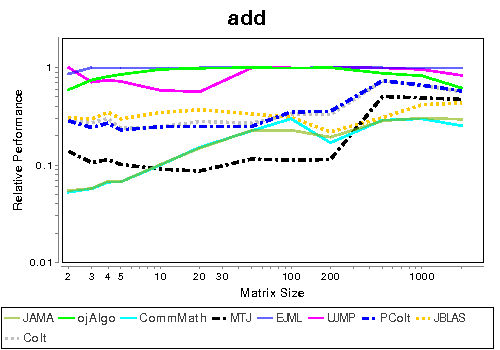 add
Relative Performance
1
0.1
0.01
2 3 4 5 10 20 30 100 200 1000
Matrix Size
JAMA ojAlgo CommMath MTJ EJML UJMP PColt JBLAS
Colt